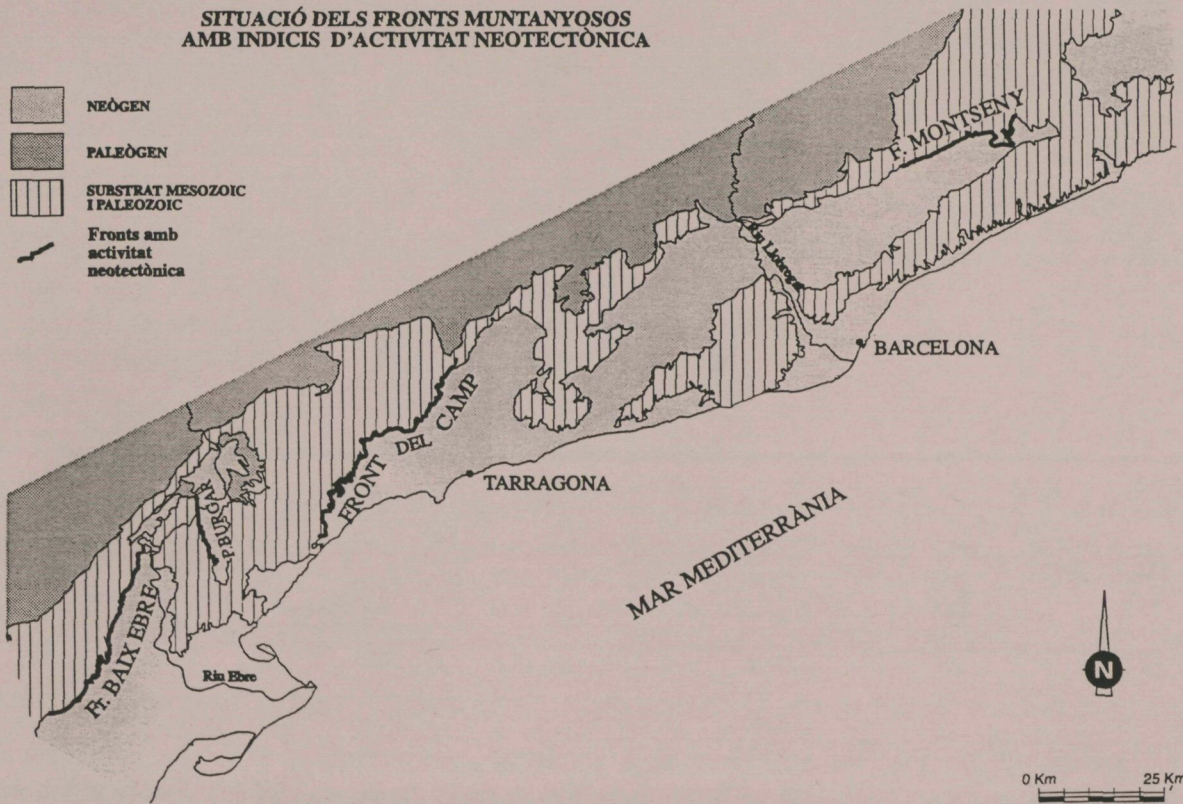 SITUACIÓ DELS FRONTS MUNTANYOSOS
AMB INDICIS D'ACTIVITAT NEOTECTÒNICA
NEÒGEN
PALEÒGEN
SUBSTRAT MESOZOIC
I PALEOZOIC
Fronts amb
activitat
neotectònica
F. MONTSENY
Riu Llobregat
BARCELONA
FRONT DEL CAMP
TARRAGONA
P.BURGAR
MAR MEDITERRÀNIA
Fr. BAIX EBRE
Riu Ebre
N
0 Km 25 Km